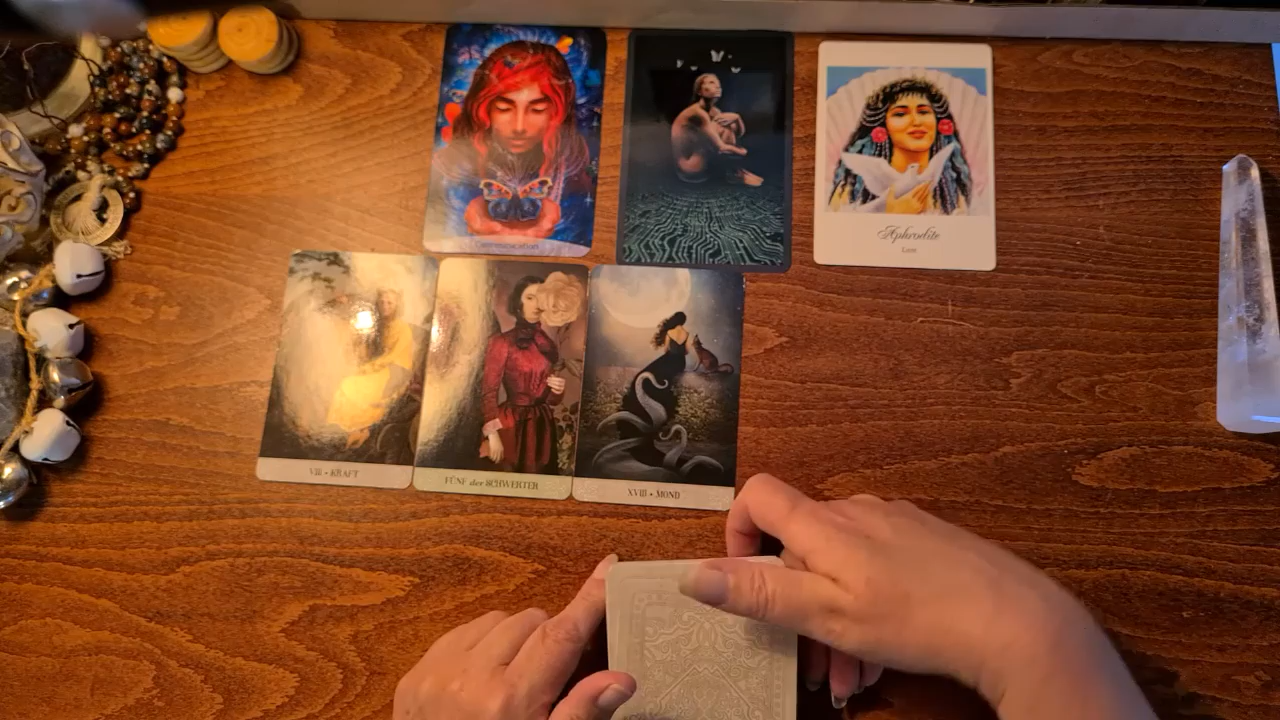 Communication
Aphrodite
Love
VIII • KRAFT
FÜNF der SCHWERTER
XVIII • MOND